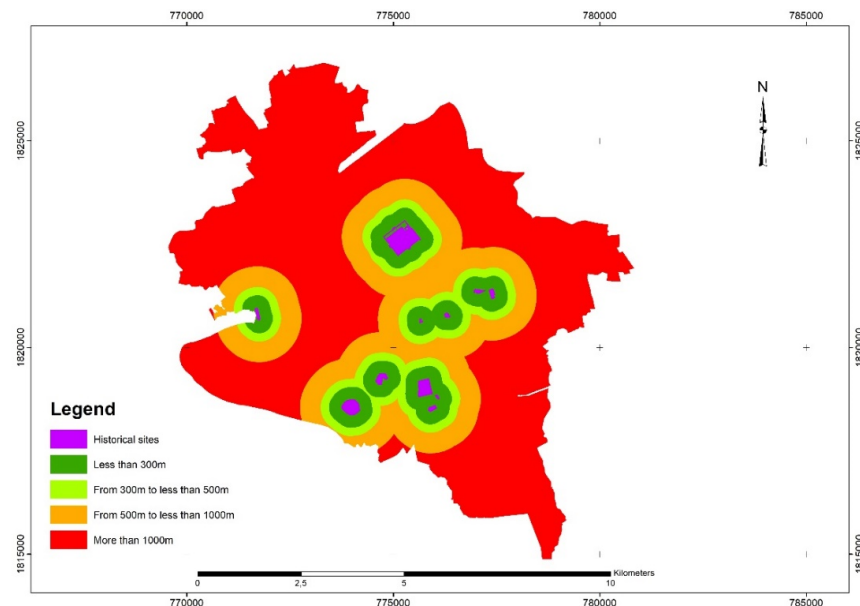 770000 775000 780000 785000
1825000 1825000
N
1820000 1820000
Legend
Historical sites
Less than 300m
From 300m to less than 500m
From 500m to less than 1000m
More than 1000m
1815000 1815000
0 2,5 5 10 Kilometers
770000 775000 780000 785000